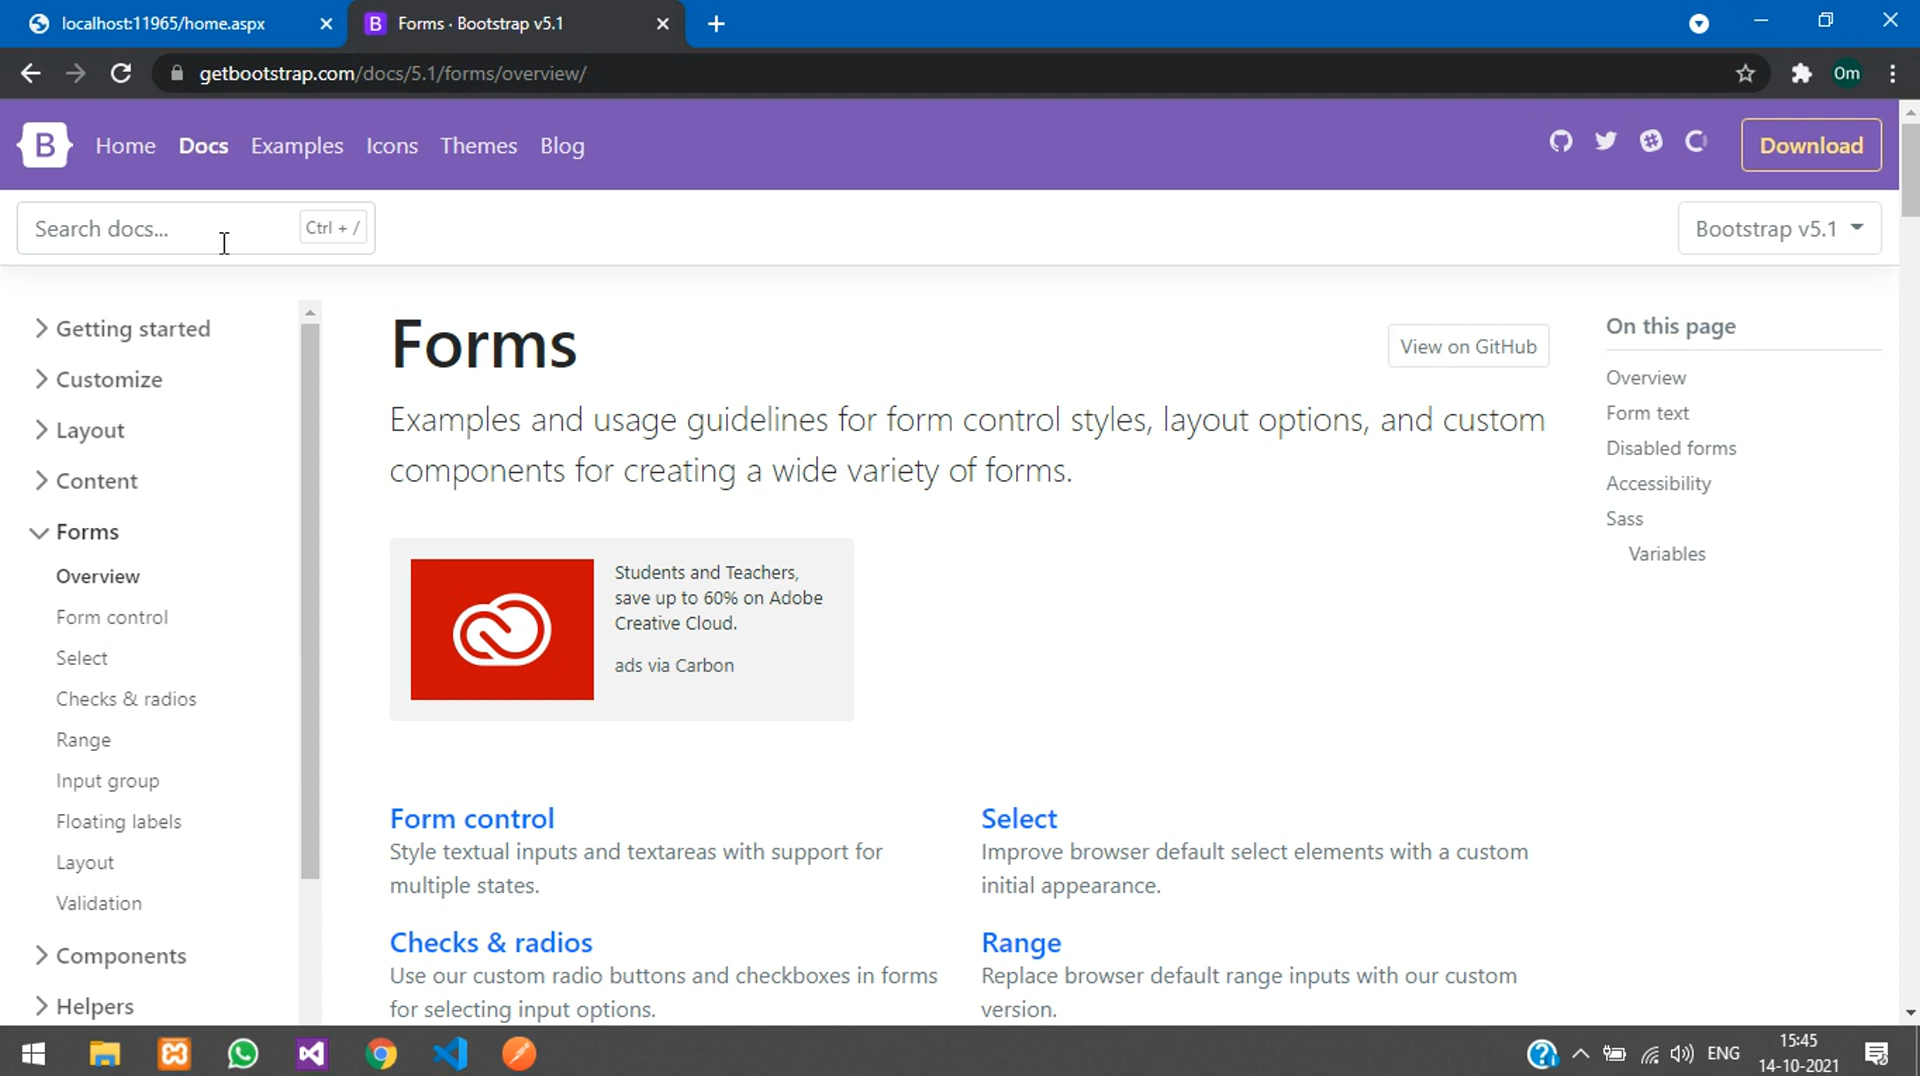 localhost:11965/home.aspx
B Forms · Bootstrap v5.1
getbootstrap.com/docs/5.1/forms/overview/
Om
B Home Docs Examples Icons Themes Blog
Download
Search docs... Ctrl + /
Bootstrap v5.1
Getting started
Customize
Layout
Content
Forms
Overview
Form control
Select
Checks & radios
Range
Input group
Floating labels
Layout
Validation
Components
Helpers
Forms
View on GitHub
Examples and usage guidelines for form control styles, layout options, and custom
components for creating a wide variety of forms.
Students and Teachers,
save up to 60% on Adobe
Creative Cloud.
ads via Carbon
Form control
Style textual inputs and textareas with support for
multiple states.
Select
Improve browser default select elements with a custom
initial appearance.
Checks & radios
Use our custom radio buttons and checkboxes in forms
for selecting input options.
Range
Replace browser default range inputs with our custom
version.
On this page
Overview
Form text
Disabled forms
Accessibility
Sass
Variables
ENG
15:45
14-10-2021